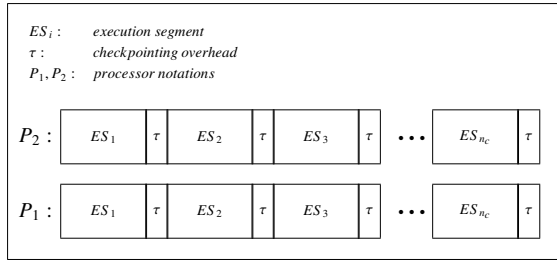 ES_i : execution segment
τ : checkpointing overhead
P_1, P_2 : processor notations
P_2 : ES_1 τ ES_2 τ ES_3 τ ••• ES_{n_c} τ
P_1 : ES_1 τ ES_2 τ ES_3 τ ••• ES_{n_c} τ